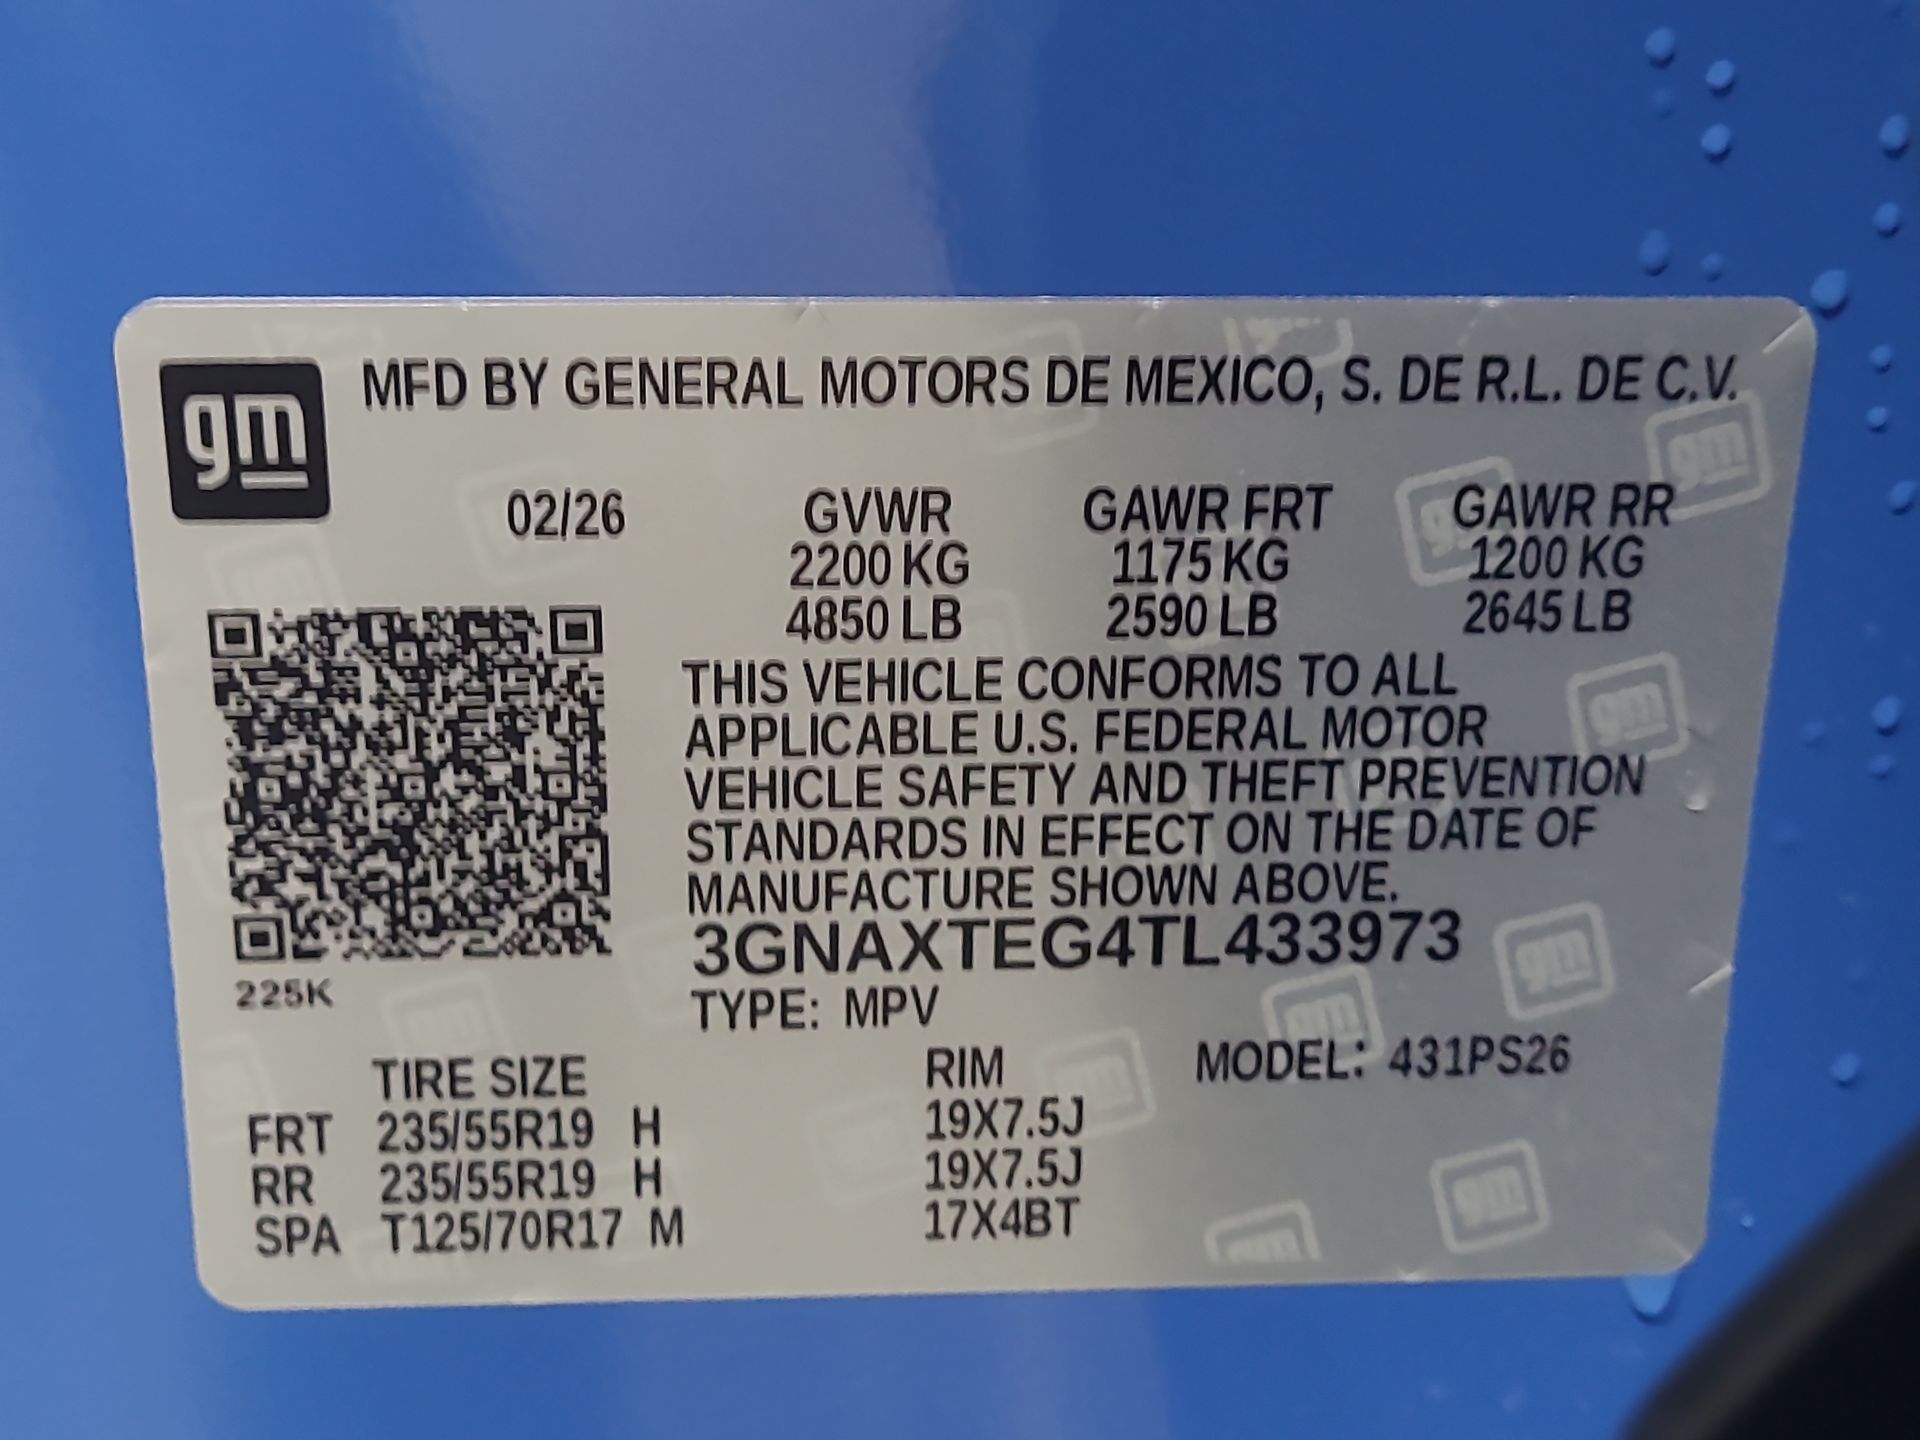 gm
MFD BY GENERAL MOTORS DE MEXICO, S. DE R.L. DE C.V.
02/26 GVWR GAWR FRT GAWR RR
2200 KG 1175 KG 1200 KG
4850 LB 2590 LB 2645 LB
THIS VEHICLE CONFORMS TO ALL
APPLICABLE U.S. FEDERAL MOTOR
VEHICLE SAFETY AND THEFT PREVENTION
STANDARDS IN EFFECT ON THE DATE OF
MANUFACTURE SHOWN ABOVE.
3GNAXTEG4TL433973
225K
TYPE: MPV
TIRE SIZE RIM MODEL: 431PS26
FRT 235/55R19 H 19X7.5J
RR 235/55R19 H 19X7.5J
SPA T125/70R17 M 17X4BT